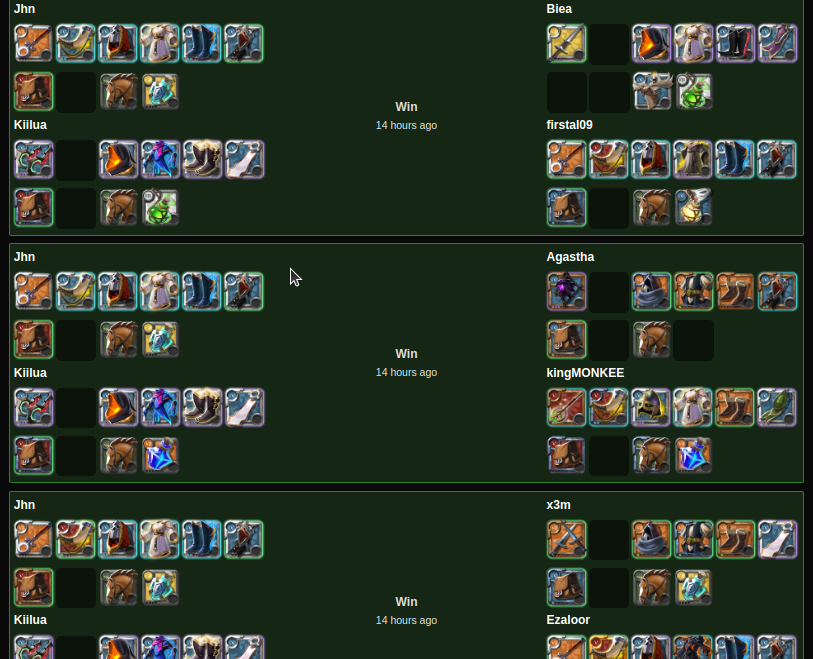 Jhn
Biea
Win
14 hours ago
Kiilua
firstal09
Jhn
Agastha
Win
14 hours ago
Kiilua
kingMONKEE
Jhn
x3m
Win
14 hours ago
Kiilua
Ezaloor